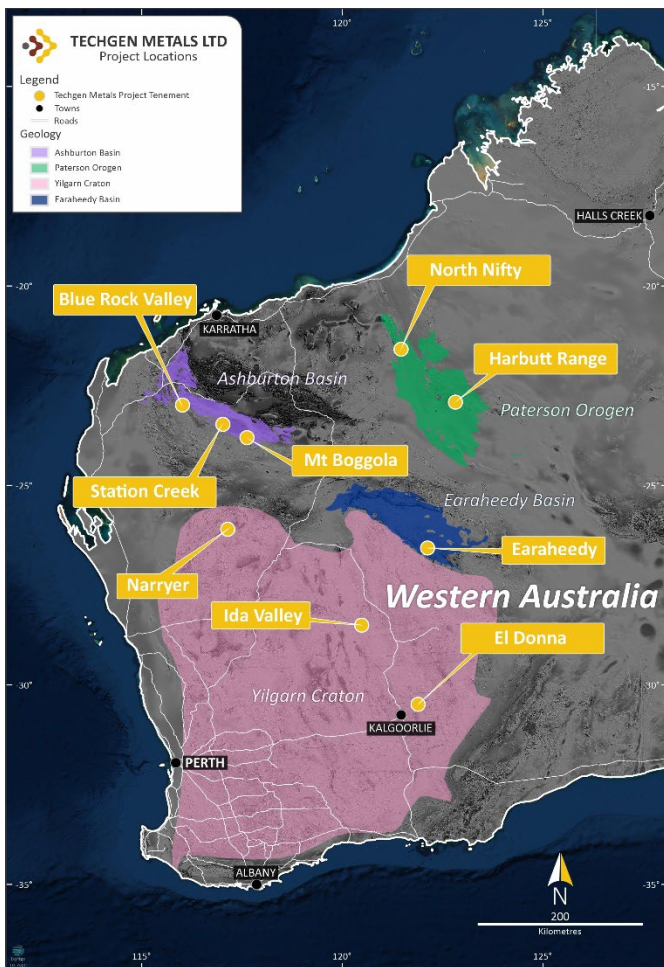 TECHGEN METALS LTD
Project Locations
Legend
Techgen Metals Project Tenement
Towns
Roads
Geology
Ashburton Basin
Paterson Orogen
Yilgarn Craton
Earaheedy Basin
120°
125°
-15°
-15°
HALLS CREEK
North Nifty
-20°
-20°
Blue Rock Valley
KARRATHA
Harbutt Range
Ashburton Basin
Paterson Orogen
Mt Boggola
Station Creek
-25°
-25°
Earaheedy Basin
Earaheedy
Narryer
Western Australia
Ida Valley
El Donna
-30°
-30°
Yilgarn Craton
KALGOORLIE
PERTH
ALBANY
-35°
-35°
N
200
Kilometres
115°
120°
125°